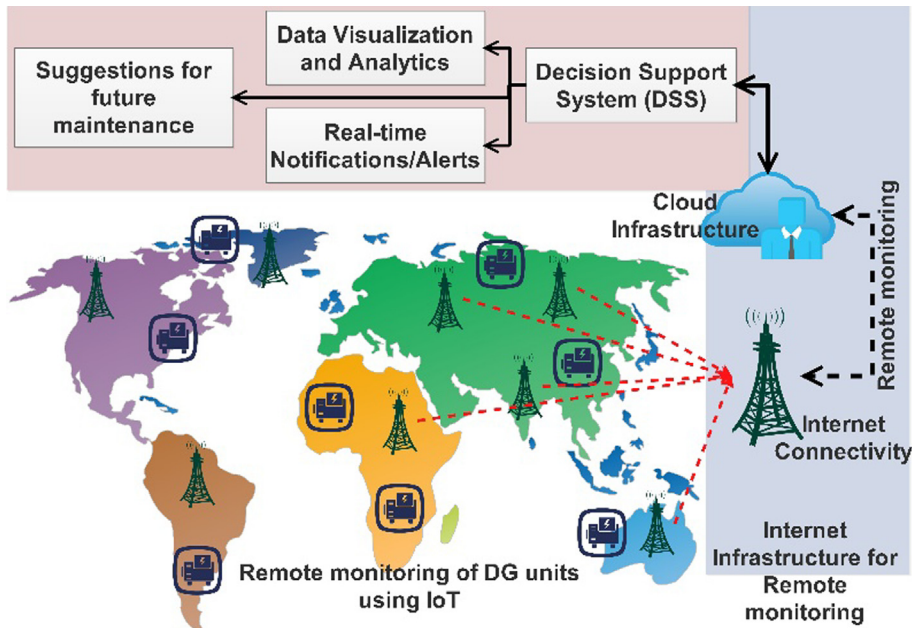 Data Visualization
and Analytics
Suggestions for
future
maintenance
Decision Support
System (DSS)
Real-time
Notifications/Alerts
Cloud
Infrastructure
Remote monitoring
Internet
Connectivity
Internet
Infrastructure for
Remote
monitoring
Remote monitoring of DG units
using IoT